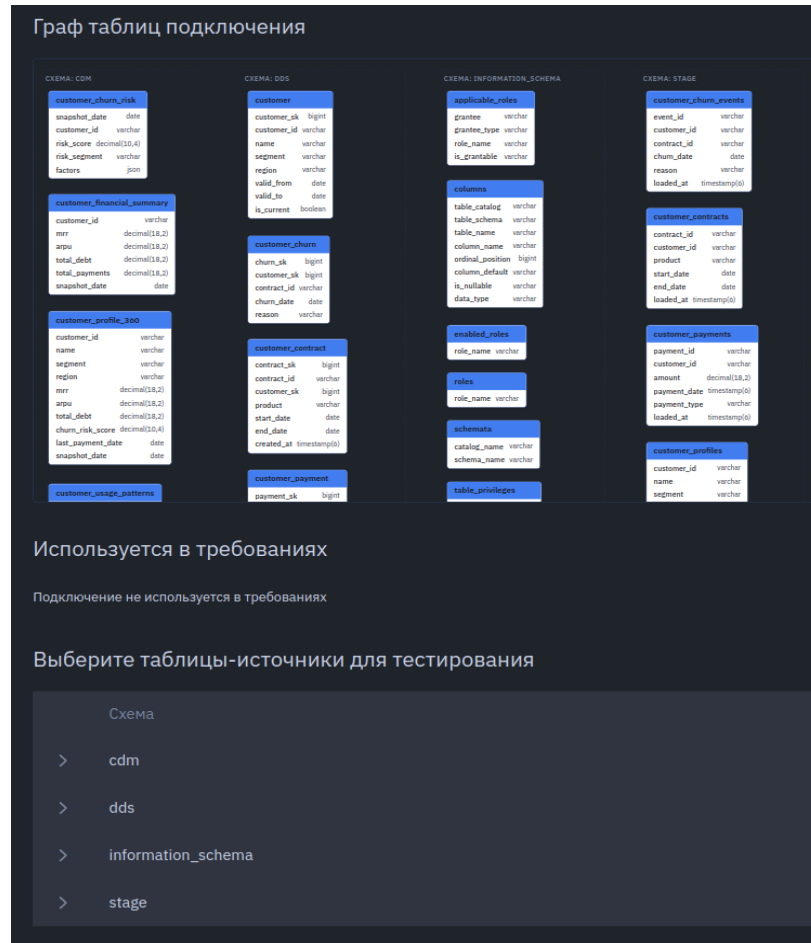 Граф таблиц подключения
СХЕМА: CDM
customer_churn_risk
snapshot_date date
customer_id varchar
risk_score decimal(10,4)
risk_segment varchar
factors json
customer_financial_summary
customer_id varchar
mrr decimal(18,2)
arpu decimal(18,2)
total_debt decimal(18,2)
total_payments decimal(18,2)
snapshot_date date
customer_profile_360
customer_id varchar
name varchar
segment varchar
region varchar
mrr decimal(18,2)
arpu decimal(18,2)
total_debt decimal(18,2)
churn_risk_score decimal(10,4)
last_payment_date date
snapshot_date date
customer_usage_patterns
СХЕМА: DDS
customer
customer_sk bigint
customer_id varchar
name varchar
segment varchar
region varchar
valid_from date
valid_to date
is_current boolean
customer_churn
churn_sk bigint
customer_sk bigint
contract_id varchar
churn_date date
reason varchar
customer_contract
contract_sk bigint
contract_id varchar
customer_sk bigint
product varchar
start_date date
end_date date
created_at timestamp(6)
customer_payment
payment_sk bigint
СХЕМА: INFORMATION_SCHEMA
applicable_roles
grantee varchar
grantee_type varchar
role_name varchar
is_grantable varchar
columns
table_catalog varchar
table_schema varchar
table_name varchar
column_name varchar
ordinal_position bigint
column_default varchar
is_nullable varchar
data_type varchar
enabled_roles
role_name varchar
roles
role_name varchar
schemata
catalog_name varchar
schema_name varchar
table_privileges
СХЕМА: STAGE
customer_churn_events
event_id varchar
customer_id varchar
contract_id varchar
churn_date date
reason varchar
loaded_at timestamp(6)
customer_contracts
contract_id varchar
customer_id varchar
product varchar
start_date date
end_date date
loaded_at timestamp(6)
customer_payments
payment_id varchar
customer_id varchar
amount decimal(18,2)
payment_date timestamp(6)
payment_type varchar
loaded_at timestamp(6)
customer_profiles
customer_id varchar
name varchar
segment varchar
Используется в требованиях
Подключение не используется в требованиях
Выберите таблицы-источники для тестирования
Схема
cdm
dds
information_schema
stage